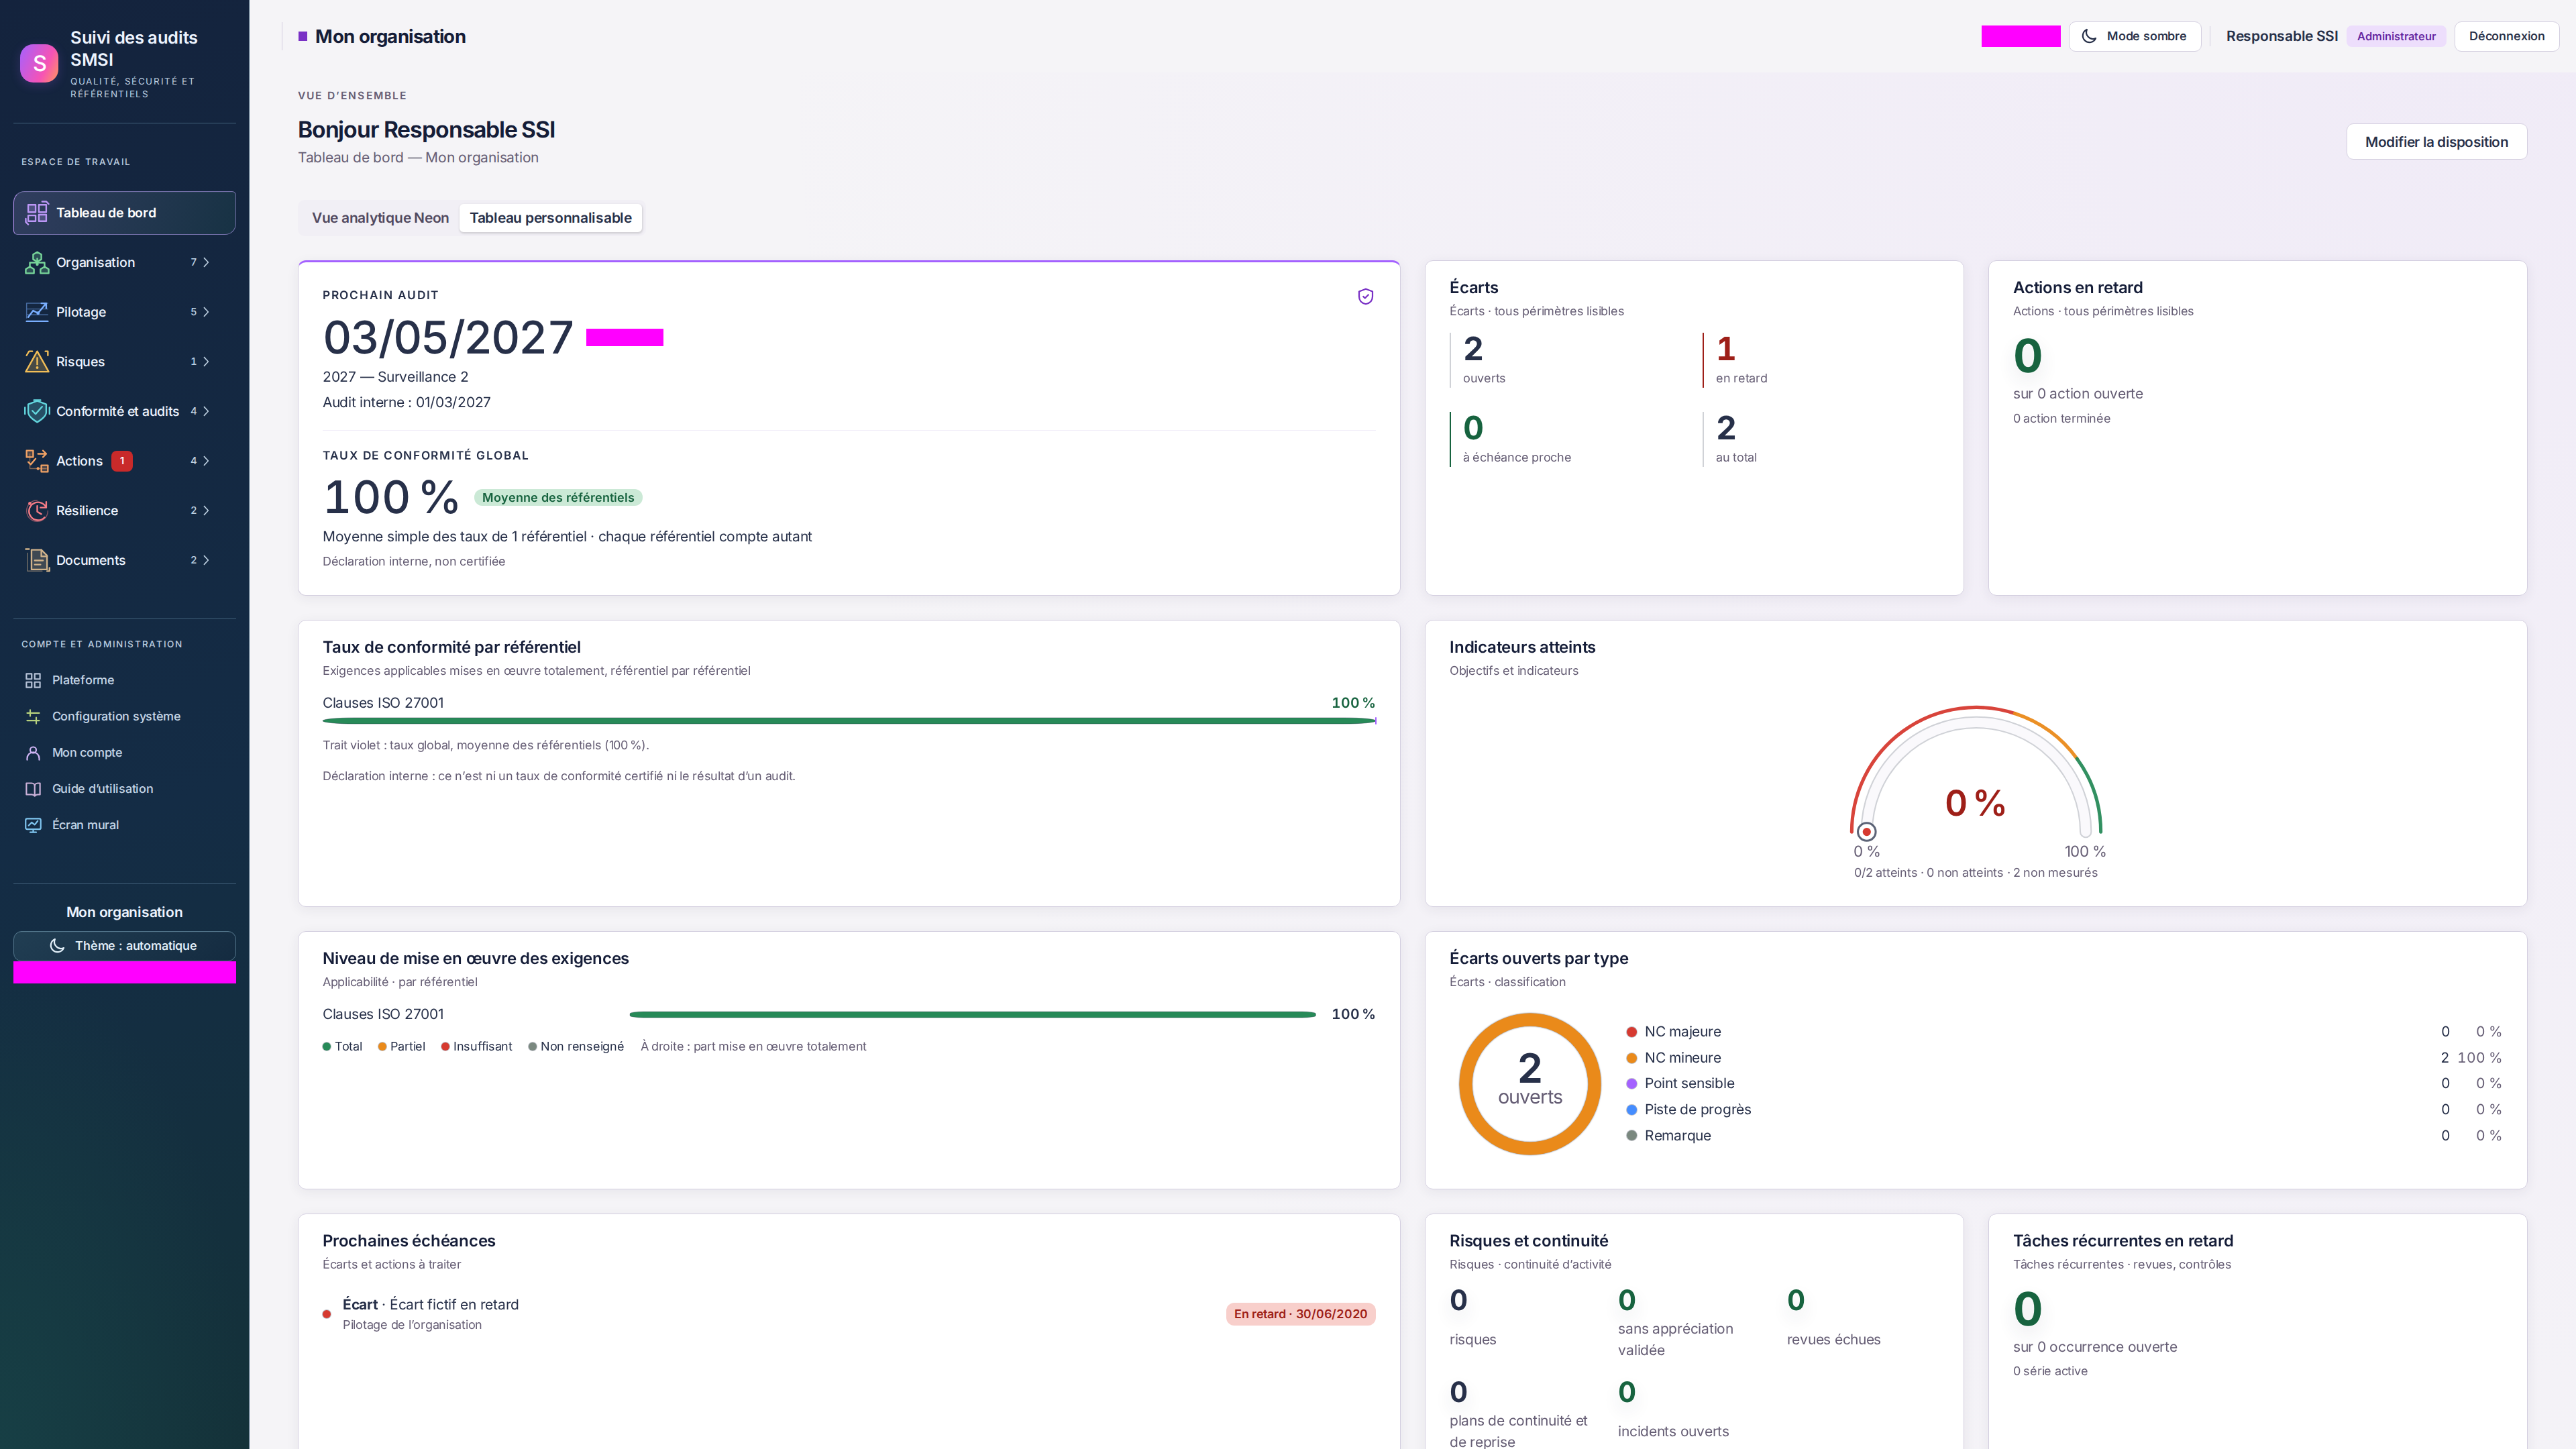 S
Suivi des audits
SMSI
QUALITÉ, SÉCURITÉ ET
RÉFÉRENTIELS
ESPACE DE TRAVAIL
Tableau de bord
Organisation 7
Pilotage 5
Risques 1
Conformité et audits 4
Actions 1 4
Résilience 2
Documents 2
COMPTE ET ADMINISTRATION
Plateforme
Configuration système
Mon compte
Guide d’utilisation
Écran mural
Mon organisation
Thème : automatique
Mon organisation
Mode sombre
Responsable SSI
Administrateur
Déconnexion
VUE D’ENSEMBLE
Bonjour Responsable SSI
Tableau de bord — Mon organisation
Modifier la disposition
Vue analytique Neon
Tableau personnalisable
PROCHAIN AUDIT
03/05/2027
2027 — Surveillance 2
Audit interne : 01/03/2027
TAUX DE CONFORMITÉ GLOBAL
100 % Moyenne des référentiels
Moyenne simple des taux de 1 référentiel · chaque référentiel compte autant
Déclaration interne, non certifiée
Écarts
Écarts · tous périmètres lisibles
2
ouverts
1
en retard
0
à échéance proche
2
au total
Actions en retard
Actions · tous périmètres lisibles
0
sur 0 action ouverte
0 action terminée
Taux de conformité par référentiel
Exigences applicables mises en œuvre totalement, référentiel par référentiel
Clauses ISO 27001 100 %
Trait violet : taux global, moyenne des référentiels (100 %).
Déclaration interne : ce n’est ni un taux de conformité certifié ni le résultat d’un audit.
Indicateurs atteints
Objectifs et indicateurs
0 %
0 % 100 %
0/2 atteints · 0 non atteints · 2 non mesurés
Niveau de mise en œuvre des exigences
Applicabilité · par référentiel
Clauses ISO 27001 100 %
Total Partiel Insuffisant Non renseigné À droite : part mise en œuvre totalement
Écarts ouverts par type
Écarts · classification
2
ouverts
NC majeure 0 0 %
NC mineure 2 100 %
Point sensible 0 0 %
Piste de progrès 0 0 %
Remarque 0 0 %
Prochaines échéances
Écarts et actions à traiter
Écart · Écart fictif en retard
Pilotage de l’organisation
En retard · 30/06/2020
Risques et continuité
Risques · continuité d’activité
0
risques
0
sans appréciation
validée
0
revues échues
0
plans de continuité et
de reprise
0
incidents ouverts
Tâches récurrentes en retard
Tâches récurrentes · revues, contrôles
0
sur 0 occurrence ouverte
0 série active